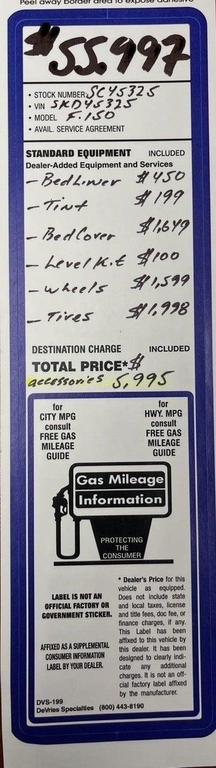 Peel away border area to expose adhesive
$55,997
• STOCK NUMBER SC45325
• VIN SKD45325
• MODEL F-150
• AVAIL. SERVICE AGREEMENT
STANDARD EQUIPMENT INCLUDED
Dealer-Added Equipment and Services
- Bed Liner $450
- Tint $199
- Bed Cover $1,649
- Level Kit $100
- Wheels $1,599
- Tires $1,998
DESTINATION CHARGE INCLUDED
TOTAL PRICE* $
accessories 5,995
for
CITY MPG
consult
FREE GAS
MILEAGE
GUIDE
for
HWY. MPG
consult
FREE GAS
MILEAGE
GUIDE
Gas Mileage
Information
PROTECTING
THE
CONSUMER
LABEL IS NOT AN
OFFICIAL FACTORY OR
GOVERNMENT STICKER.
AFFIXED AS A SUPPLEMENTAL
CONSUMER INFORMATION
LABEL BY YOUR DEALER.
* Dealer's Price for this
vehicle as equipped.
Does not include state
and local taxes, license
and title fees, doc fee, or
finance charges, if any.
This Label has been
affixed to this vehicle by
this dealer. It has been
designed to clearly indi-
cate any additional
charges. It is not an offi-
cial factory label affixed
by the manufacturer.
DVS-199
DeVries Specialties (800) 443-8190